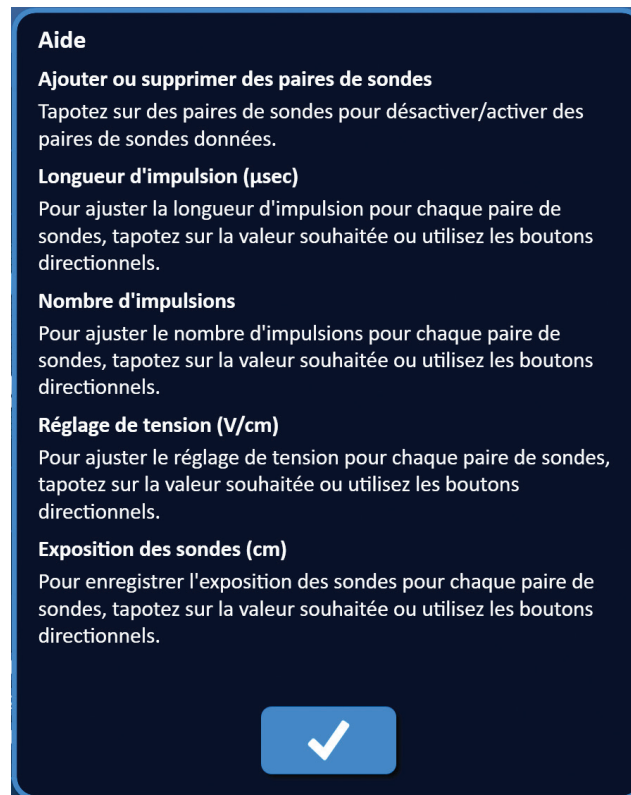 Aide
Ajouter ou supprimer des paires de sondes
Tapotez sur des paires de sondes pour désactiver/activer des
paires de sondes données.
Longueur d'impulsion (µsec)
Pour ajuster la longueur d'impulsion pour chaque paire de
sondes, tapotez sur la valeur souhaitée ou utilisez les boutons
directionnels.
Nombre d'impulsions
Pour ajuster le nombre d'impulsions pour chaque paire de
sondes, tapotez sur la valeur souhaitée ou utilisez les boutons
directionnels.
Réglage de tension (V/cm)
Pour ajuster le réglage de tension pour chaque paire de sondes,
tapotez sur la valeur souhaitée ou utilisez les boutons
directionnels.
Exposition des sondes (cm)
Pour enregistrer l'exposition des sondes pour chaque paire de
sondes, tapotez sur la valeur souhaitée ou utilisez les boutons
directionnels.